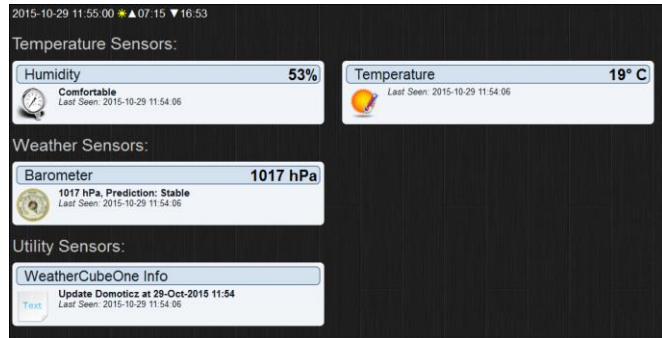 2015-10-29 11:55:00 ☀▲07:15 ▼16:53
Temperature Sensors:
Humidity 53%
Comfortable
Last Seen: 2015-10-29 11:54:06
Temperature 19° C
Last Seen: 2015-10-29 11:54:06
Weather Sensors:
Barometer 1017 hPa
1017 hPa, Prediction: Stable
Last Seen: 2015-10-29 11:54:06
Utility Sensors:
WeatherCubeOne Info
Text
Update Domoticz at 29-Oct-2015 11:54
Last Seen: 2015-10-29 11:54:06